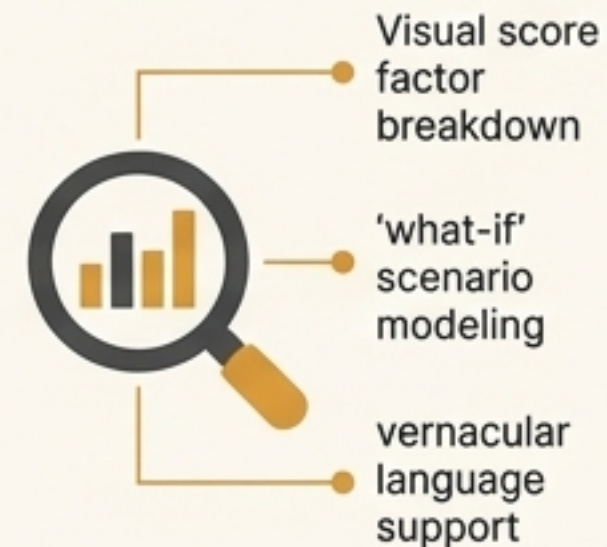 Visual score
factor
breakdown
‘what-if’
scenario
modeling
vernacular
language
support